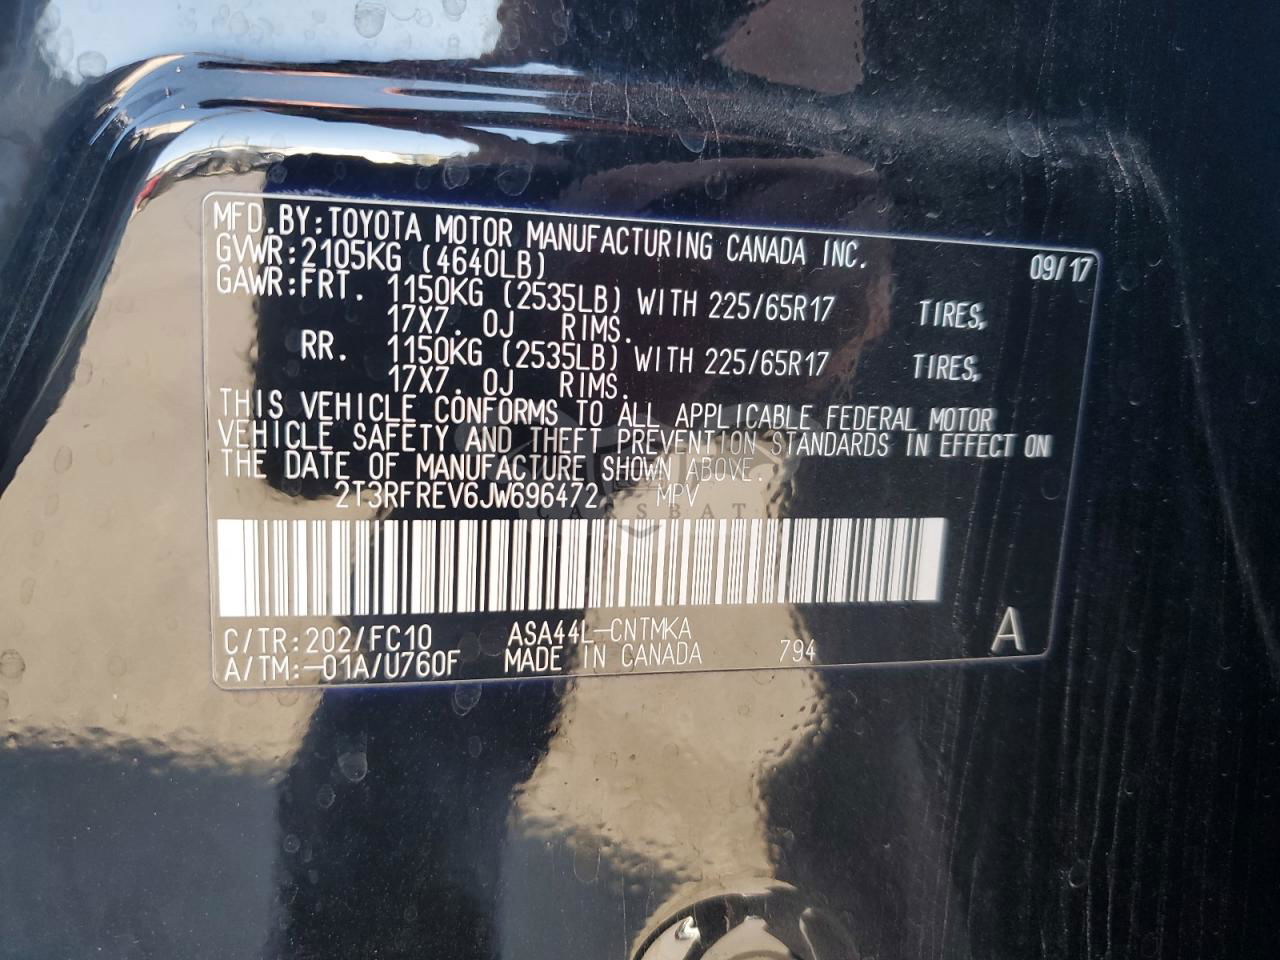 MFD.BY:TOYOTA MOTOR MANUFACTURING CANADA INC.
GVWR:2105KG (4640LB) 09/17
GAWR:FRT. 1150KG (2535LB) WITH 225/65R17 TIRES,
17X7. 0J RIMS.
RR. 1150KG (2535LB) WITH 225/65R17 TIRES,
17X7. 0J RIMS.
THIS VEHICLE CONFORMS TO ALL APPLICABLE FEDERAL MOTOR
VEHICLE SAFETY AND THEFT PREVENTION STANDARDS IN EFFECT ON
THE DATE OF MANUFACTURE SHOWN ABOVE.
2T3RFREV6JW696472 MPV
CARSBAT
C/TR:202/FC10 ASA44L-CNTMKA A
A/TM:-01A/U760F MADE IN CANADA 794